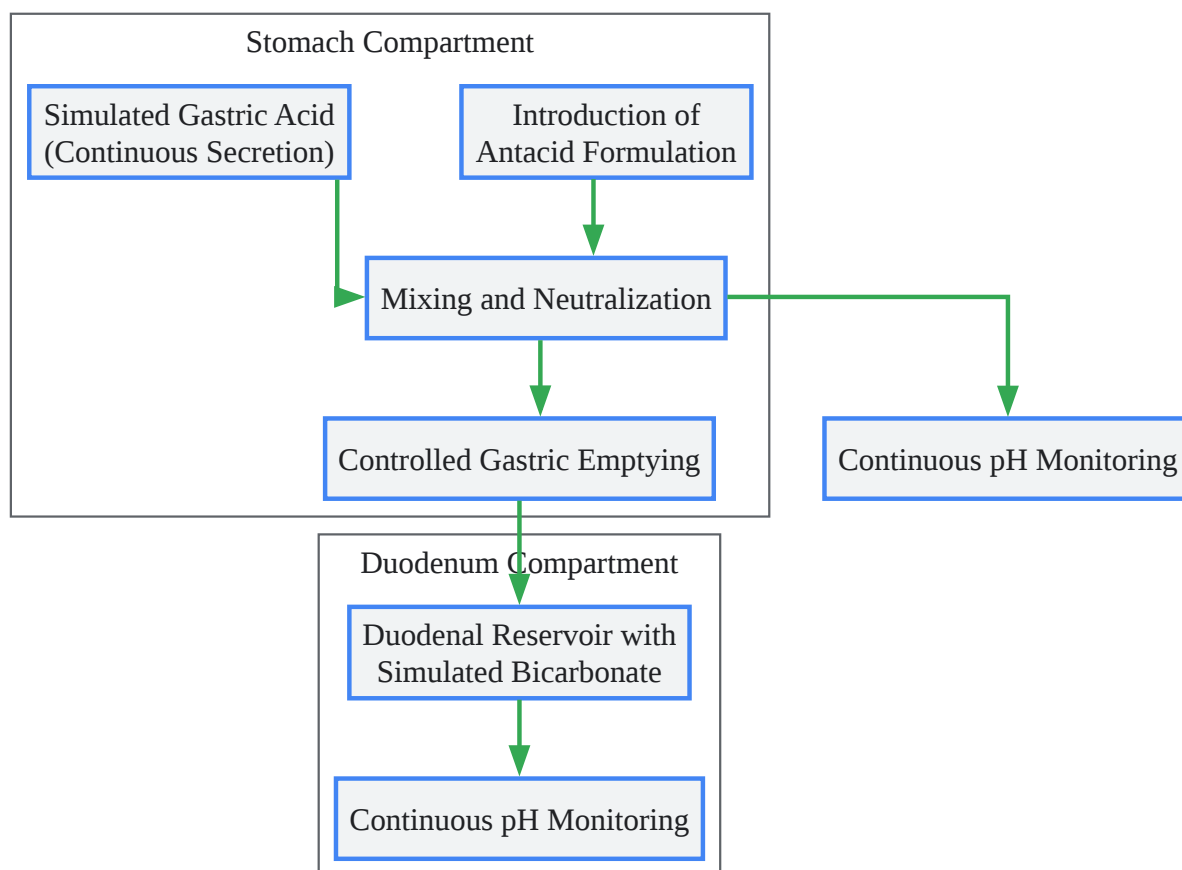 Stomach Compartment
Simulated Gastric Acid
(Continuous Secretion)
Introduction of
Antacid Formulation
Mixing and Neutralization
Controlled Gastric Emptying
Continuous pH Monitoring
Duodenum Compartment
Duodenal Reservoir with
Simulated Bicarbonate
Continuous pH Monitoring